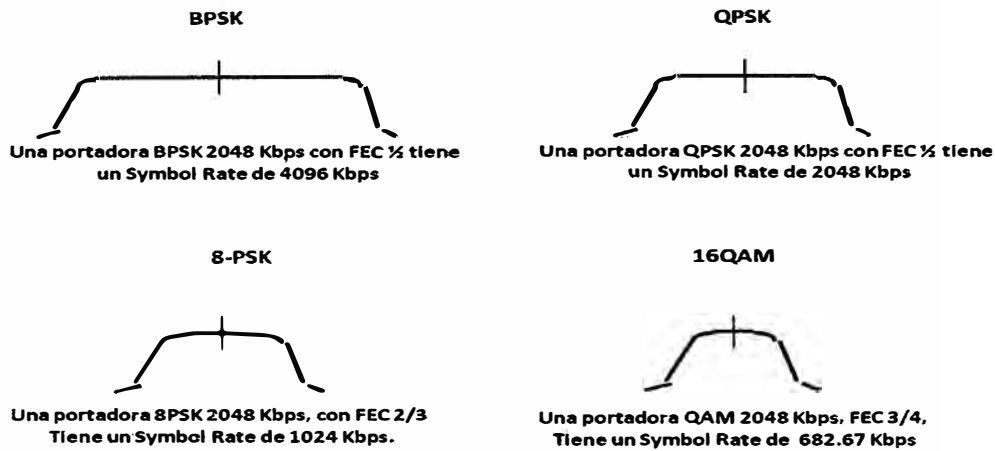 BPSK
Una portadora BPSK 2048 Kbps con FEC ½ tiene
un Symbol Rate de 4096 Kbps
QPSK
Una portadora QPSK 2048 Kbps con FEC ½ tiene
un Symbol Rate de 2048 Kbps
8-PSK
Una portadora 8PSK 2048 Kbps, con FEC 2/3
Tiene un Symbol Rate de 1024 Kbps.
16QAM
Una portadora QAM 2048 Kbps, FEC 3/4,
Tiene un Symbol Rate de 682.67 Kbps